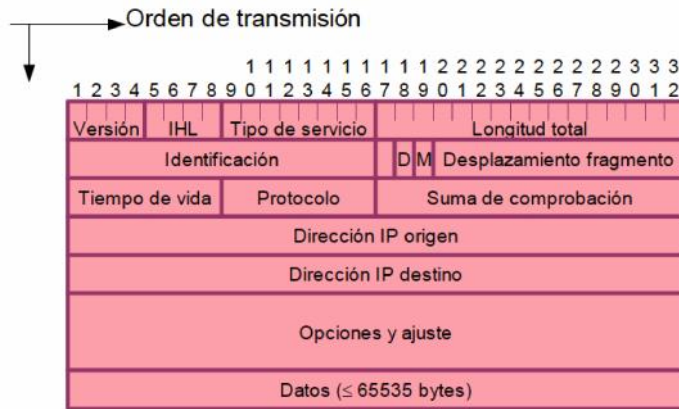 Orden de transmisión
1 1 1 1 1 1 1 1 1 1 2 2 2 2 2 2 2 2 2 2 3 3 3
1 2 3 4 5 6 7 8 9 0 1 2 3 4 5 6 7 8 9 0 1 2 3 4 5 6 7 8 9 0 1 2
Versión IHL Tipo de servicio Longitud total
Identificación D M Desplazamiento fragmento
Tiempo de vida Protocolo Suma de comprobación
Dirección IP origen
Dirección IP destino
Opciones y ajuste
Datos (≤ 65535 bytes)